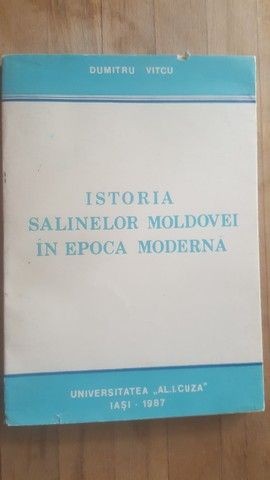 DUMITRU VITCU
ISTORIA
SALINELOR MOLDOVEI
ÎN EPOCA MODERNĂ
UNIVERSITATEA „AL.I.CUZA"
IAŞI - 1987